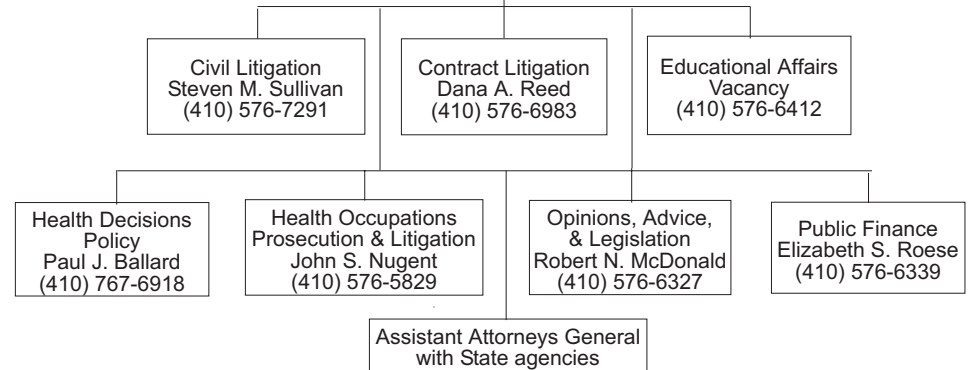 Civil Litigation
Steven M. Sullivan
(410) 576-7291
Contract Litigation
Dana A. Reed
(410) 576-6983
Educational Affairs
Vacancy
(410) 576-6412
Health Decisions
Policy
Paul J. Ballard
(410) 767-6918
Health Occupations
Prosecution & Litigation
John S. Nugent
(410) 576-5829
Opinions, Advice,
& Legislation
Robert N. McDonald
(410) 576-6327
Public Finance
Elizabeth S. Roese
(410) 576-6339
Assistant Attorneys General
with State agencies